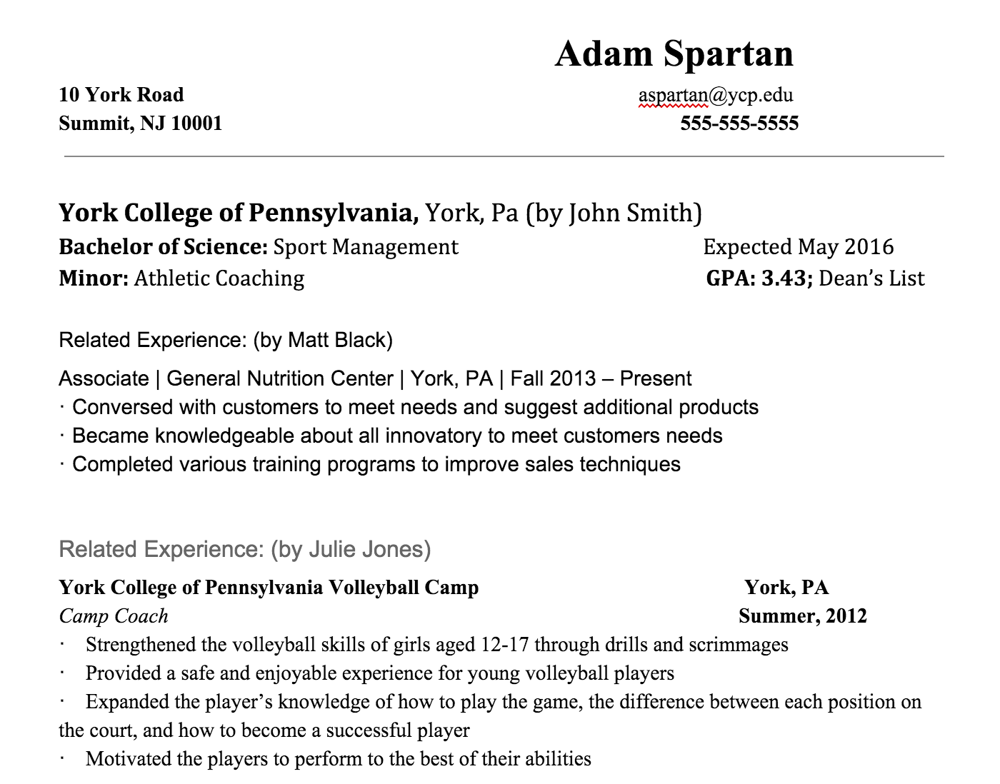 Adam Spartan
10 York Road aspartan@ycp.edu
Summit, NJ 10001 555-555-5555
York College of Pennsylvania, York, Pa (by John Smith)
Bachelor of Science: Sport Management Expected May 2016
Minor: Athletic Coaching GPA: 3.43; Dean’s List
Related Experience: (by Matt Black)
Associate | General Nutrition Center | York, PA | Fall 2013 – Present
· Conversed with customers to meet needs and suggest additional products
· Became knowledgeable about all innovatory to meet customers needs
· Completed various training programs to improve sales techniques
Related Experience: (by Julie Jones)
York College of Pennsylvania Volleyball Camp York, PA
Camp Coach Summer, 2012
· Strengthened the volleyball skills of girls aged 12-17 through drills and scrimmages
· Provided a safe and enjoyable experience for young volleyball players
· Expanded the player’s knowledge of how to play the game, the difference between each position on
the court, and how to become a successful player
· Motivated the players to perform to the best of their abilities